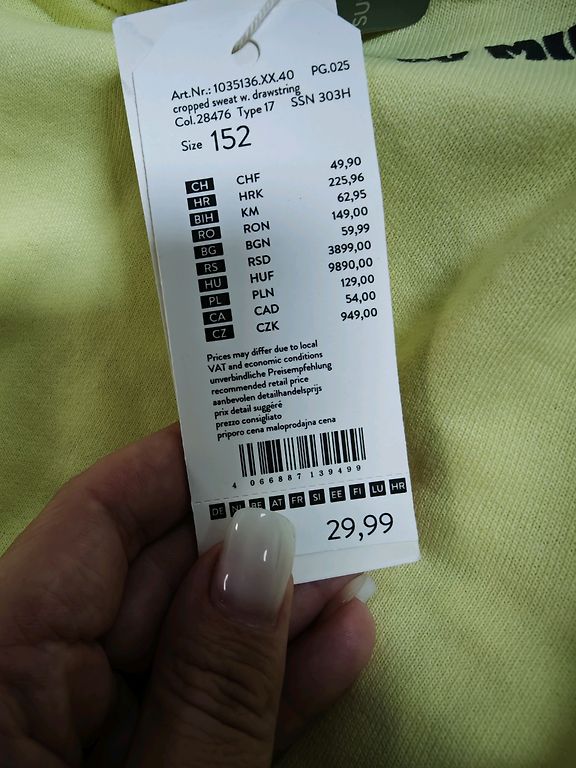 Art.Nr.: 1035136.XX.40 PG.025
cropped sweat w. drawstring
Col.28476 Type 17 SSN 303H
Size 152
CH CHF 49,90
HR HRK 225,96
BIH KM 62,95
RO RON 149,00
BG BGN 59,99
RS RSD 3899,00
HU HUF 9890,00
PL PLN 129,00
CA CAD 54,00
CZ CZK 949,00
Prices may differ due to local
VAT and economic conditions
unverbindliche Preisempfehlung
recommended retail price
aanbevolen detailhandelsprijs
prix detail suggéré
prezzo consigliato
priporo cena maloprodajna cena
4 066887 139499
DE NL BE AT FR SI EE FI LU HR
29,99